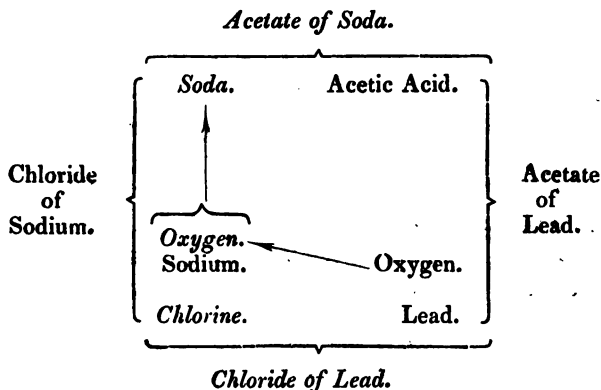 Acetate of Soda.
Soda. Acetic Acid.
Chloride
of
Sodium.
Acetate
of
Lead.
Oxygen.
Sodium. Oxygen.
Chlorine. Lead.
Chloride of Lead.